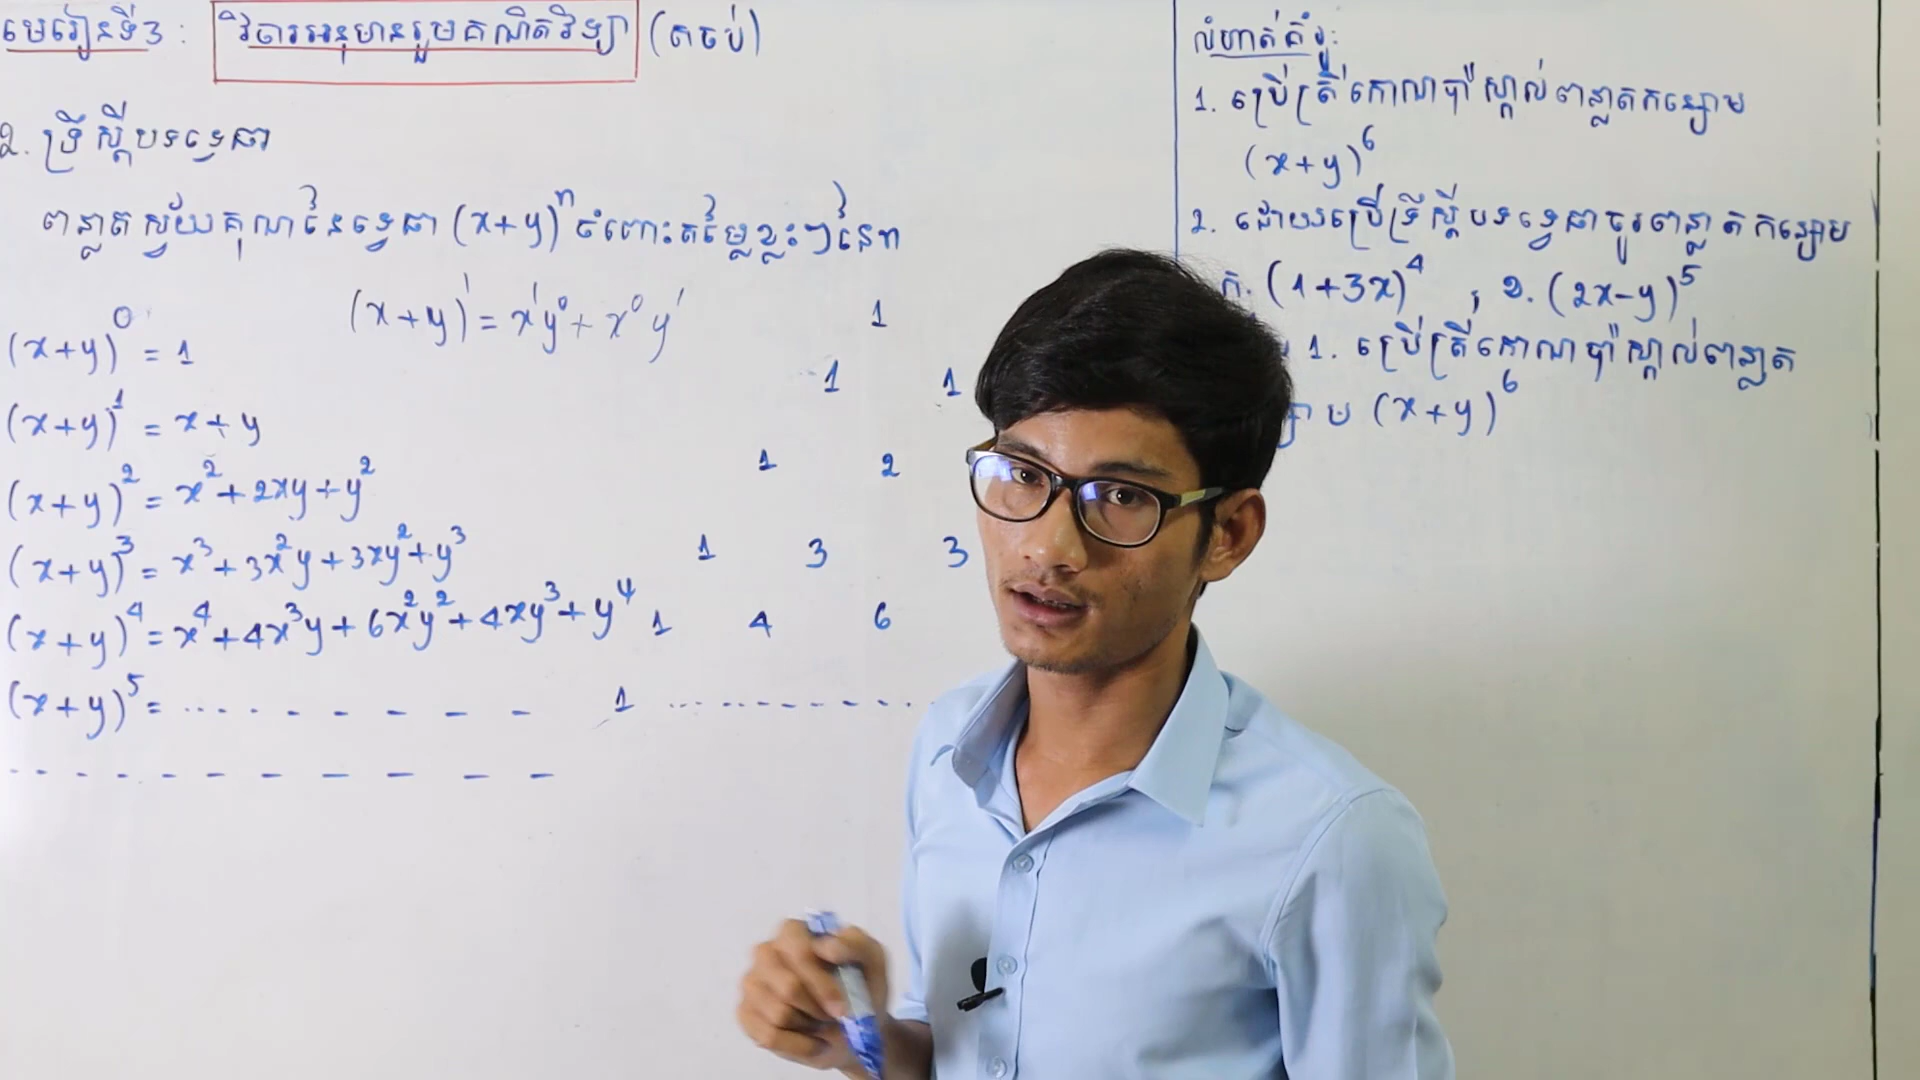 មេរៀនទី3 : វិចារអនុមានរួមគណិតវិទ្យា (តចប់)
2. ទ្រឹស្តីបទទ្វេធា
ពន្លាតស្វ័យគុណនៃទ្វេធា (x+y)ⁿ ចំពោះតម្លៃខ្លះៗនៃ n
(x+y)⁰ = 1
(x+y)¹ = x¹y⁰ + x⁰y¹
(x+y)¹ = x+y
(x+y)² = x² + 2xy + y²
(x+y)³ = x³ + 3x²y + 3xy² + y³
(x+y)⁴ = x⁴ + 4x³y + 6x²y² + 4xy³ + y⁴
(x+y)⁵ = .... - - - - -
1
1 1
1 2
1 3 3
1 4 6
1 ............
លំហាត់គំរូ:
1. ប្រើត្រីកោណប៉ាស្កាល់ពន្លាតកន្សោម
(x+y)⁶
2. ដោយប្រើទ្រឹស្តីបទទ្វេធាចូរពន្លាតកន្សោម
ក. (1+3x)⁴ , ខ. (2x-y)⁵
1. ប្រើត្រីកោណប៉ាស្កាល់ពន្លាត
(x+y)⁶